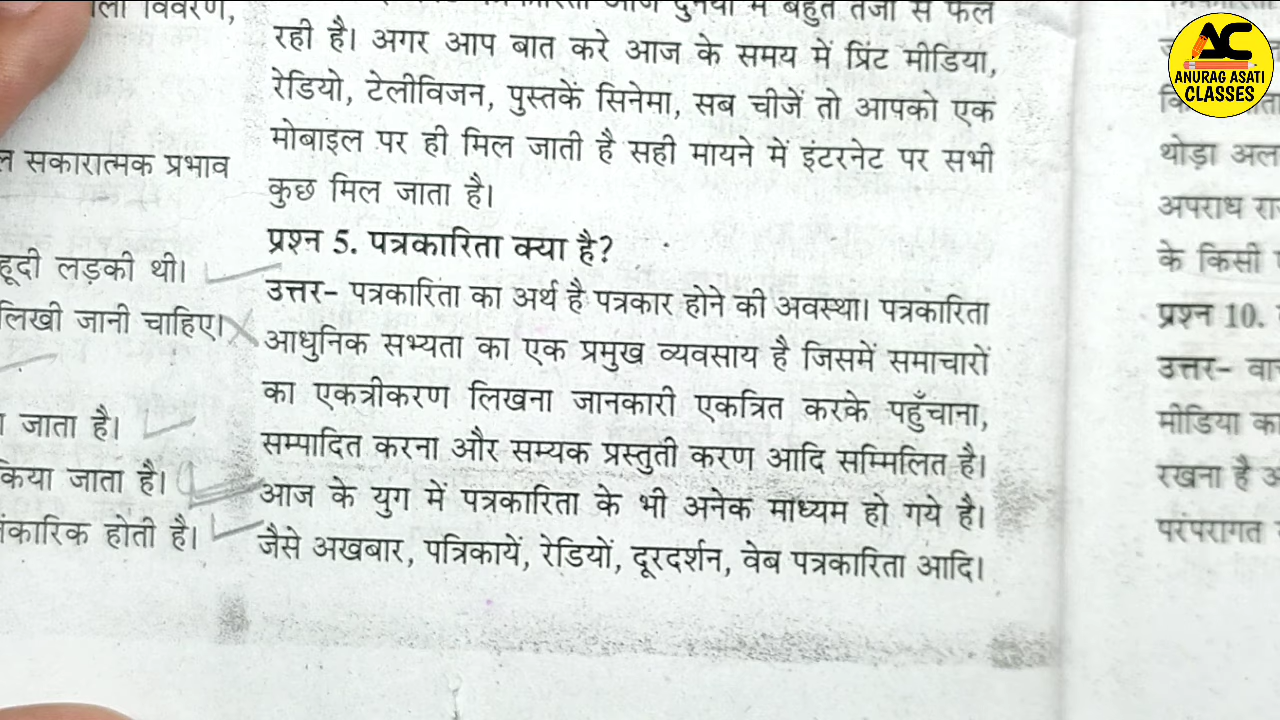 विवरण,
सकारात्मक प्रभाव
लड़की थी।
लिखी जानी चाहिए।
जाता है।
किया जाता है।
होती है।
दुनिया में बहुत तेजी से फैल
रही है। अगर आप बात करे आज के समय में प्रिंट मीडिया,
रेडियो, टेलीविजन, पुस्तकें सिनेमा, सब चीजें तो आपको एक
मोबाइल पर ही मिल जाती है सही मायने में इंटरनेट पर सभी
कुछ मिल जाता है।
प्रश्न 5. पत्रकारिता क्या है?
उत्तर- पत्रकारिता का अर्थ है पत्रकार होने की अवस्था। पत्रकारिता
आधुनिक सभ्यता का एक प्रमुख व्यवसाय है जिसमें समाचारों
का एकत्रीकरण लिखना जानकारी एकत्रित करके पहुँचाना,
सम्पादित करना और सम्यक प्रस्तुती करण आदि सम्मिलित है।
आज के युग में पत्रकारिता के भी अनेक माध्यम हो गये है।
जैसे अखबार, पत्रिकायें, रेडियों, दूरदर्शन, वेब पत्रकारिता आदि।
थोड़ा
अपराध
के किसी
प्रश्न 10.
उत्तर-
मीडिया
रखना है
परंपरागत
AC
ANURAG ASATI
CLASSES